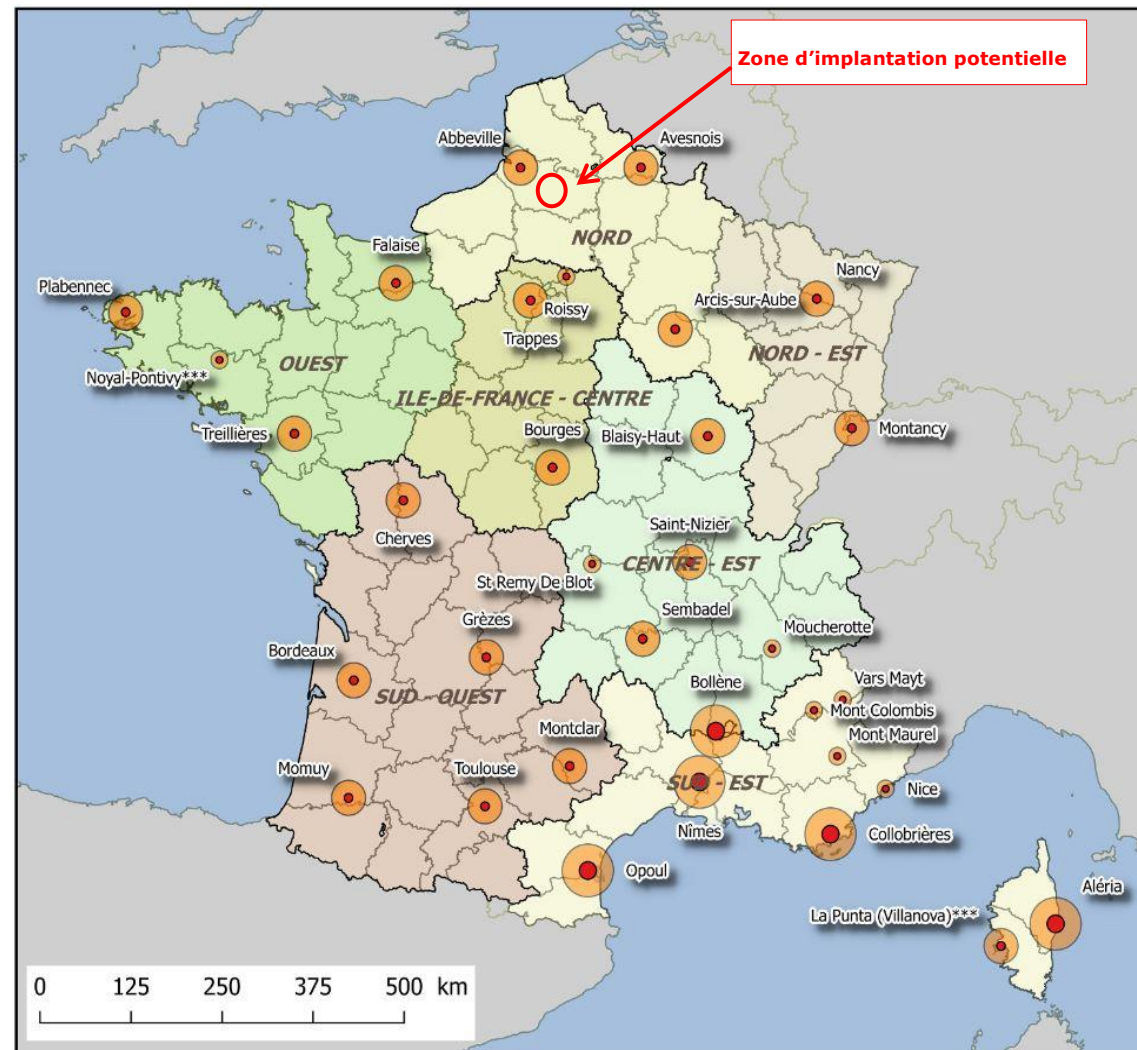 Zone d’implantation potentielle
Abbeville
Avesnois
NORD
Falaise
Nancy
Plabennec
Arcis-sur-Aube
Roissy
Trappes
NORD - EST
OUEST
Noyal-Pontivy***
ILE-DE-FRANCE - CENTRE
Treillières
Bourges
Blaisy-Haut
Montancy
Cherves
Saint-Nizier
CENTRE - EST
St Remy De Blot
Grèzes
Sembadel
Moucherotte
Bordeaux
Bollène
Vars Mayt
SUD - OUEST
Mont Colombis
Montclar
Mont Maurel
Momuy
Toulouse
SUD - EST
Nice
Nîmes
Collobrières
Opoul
Aléria
La Punta (Villanova)***
0 125 250 375 500 km